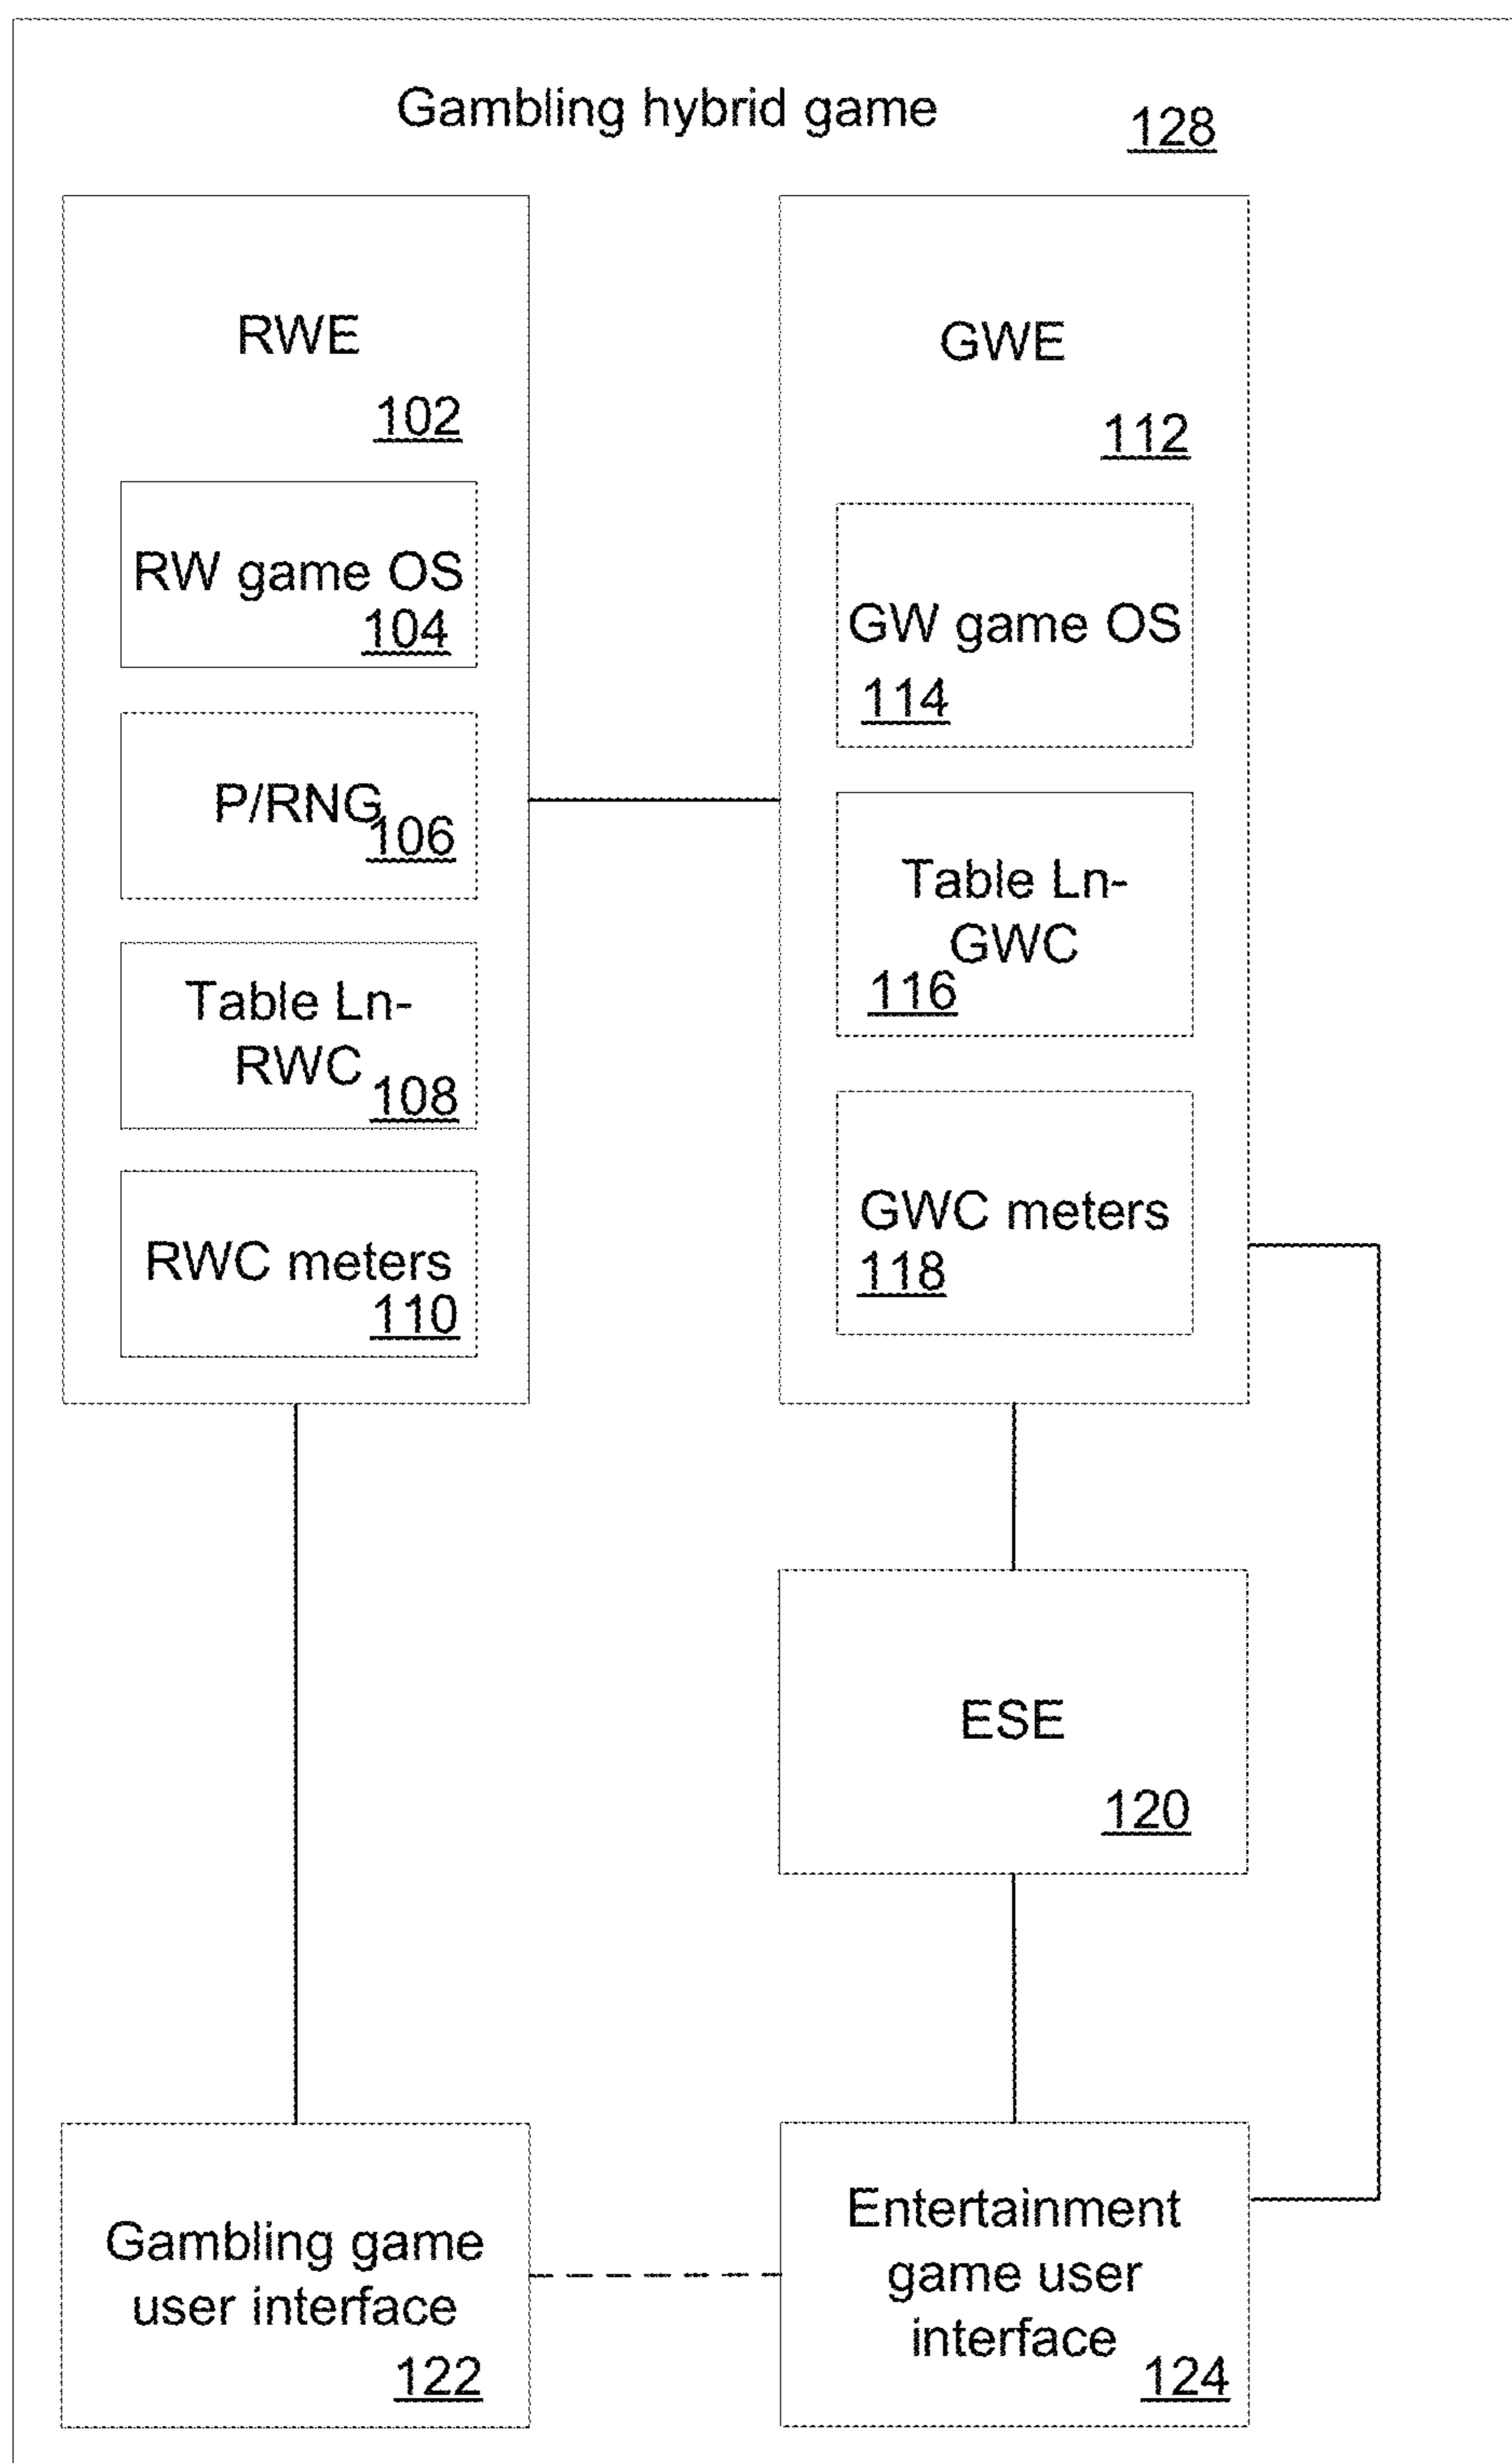 Gambling hybrid game
128
RWE
102
RW game OS
104
P/RNG
106
Table Ln-
RWC
108
RWC meters
110
GWE
112
GW game OS
114
Table Ln-
GWC
116
GWC meters
118
ESE
120
Gambling game
user interface
122
Entertainment
game user
interface
124